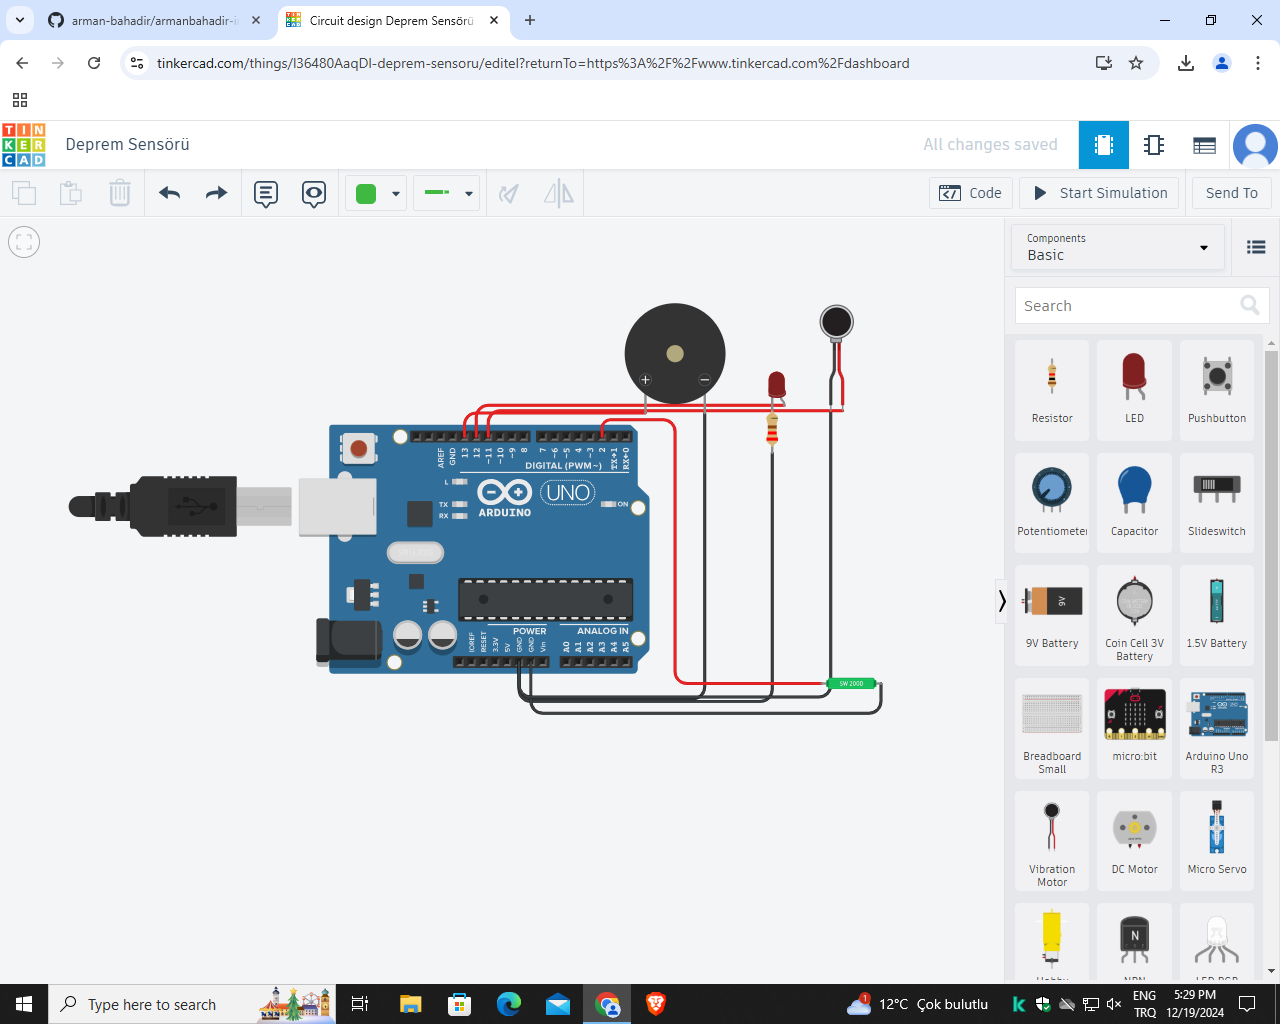 arman-bahadir/armanbahadir-i
Circuit design Deprem Sensörü
tinkercad.com/things/l36480AaqDl-deprem-sensoru/editel?returnTo=https%3A%2F%2Fwww.tinkercad.com%2Fdashboard
TIN
KER
CAD
Deprem Sensörü
All changes saved
Code
Start Simulation
Send To
Components
Basic
Search
Resistor
LED
Pushbutton
Potentiometer
Capacitor
Slideswitch
9V
9V Battery
Coin Cell 3V
Battery
1.5V Battery
Breadboard
Small
micro:bit
Arduino Uno
R3
Vibration
Motor
DC Motor
Micro Servo
N
AREF
GND
13
12
~11
~10
~9
8
7
~6
~5
4
~3
2
TX→1
RX←0
DIGITAL (PWM~)
L
TX
RX
UNO
ARDUINO
ON
POWER
ANALOG IN
IOREF
RESET
3.3V
5V
GND
GND
Vin
A0
A1
A2
A3
A4
A5
SW 200D
Type here to search
1
12°C Çok bulutlu
ENG
TRQ
5:29 PM
12/19/2024